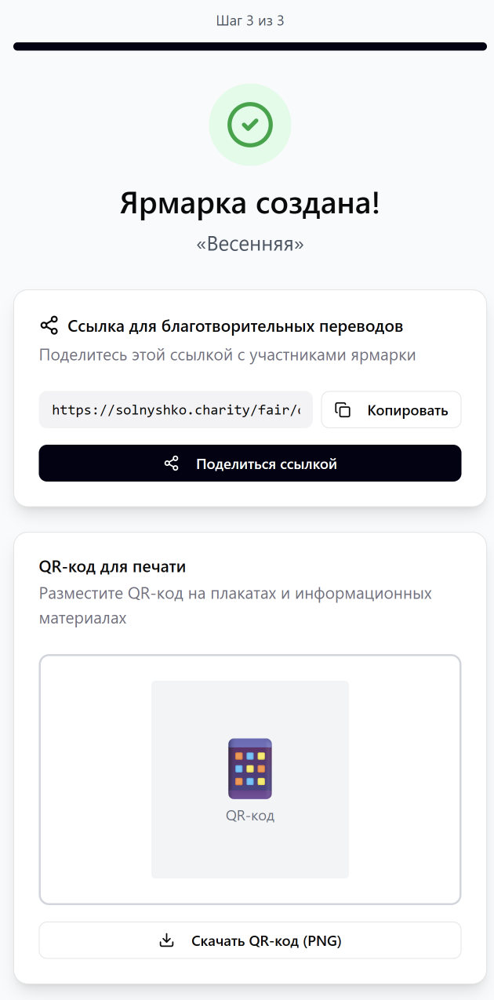 Шаг 3 из 3
Ярмарка создана!
«Весенняя»
Ссылка для благотворительных переводов
Поделитесь этой ссылкой с участниками ярмарки
https://solnyshko.charity/fair/
Копировать
Поделиться ссылкой
QR-код для печати
Разместите QR-код на плакатах и информационных
материалах
QR-код
Скачать QR-код (PNG)